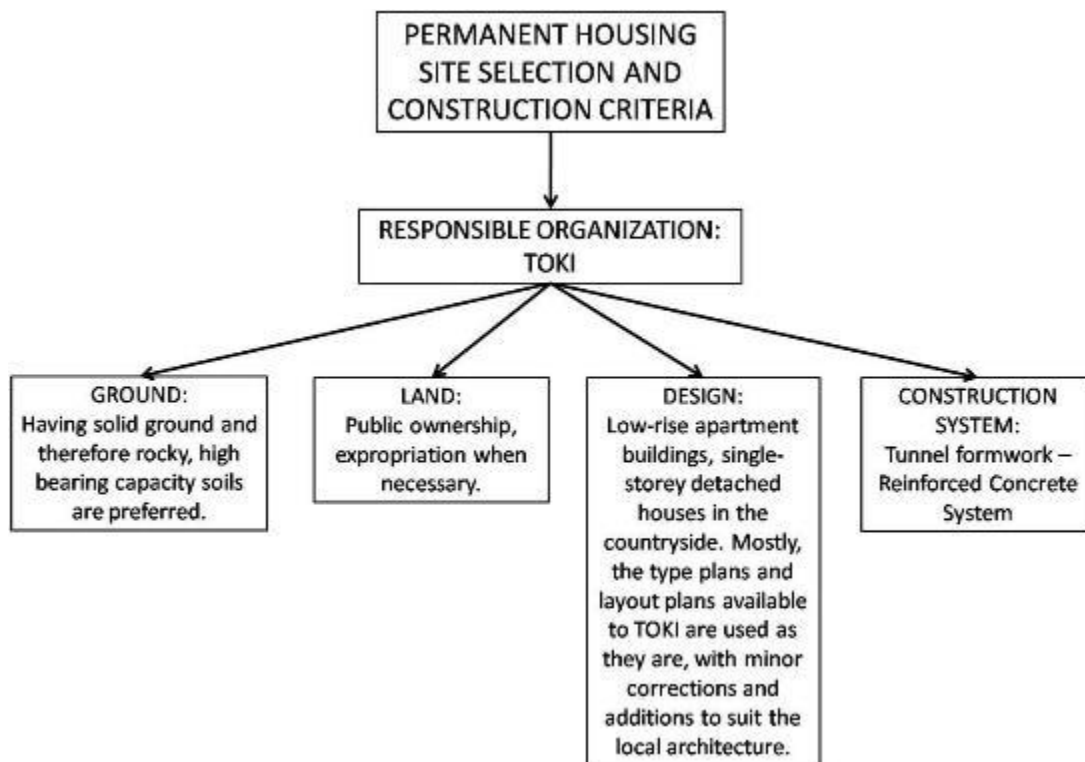 PERMANENT HOUSING
SITE SELECTION AND
CONSTRUCTION CRITERIA
RESPONSIBLE ORGANIZATION:
TOKI
GROUND:
Having solid ground and
therefore rocky, high
bearing capacity soils
are preferred.
LAND:
Public ownership,
expropriation when
necessary.
DESIGN:
Low-rise apartment
buildings, single-
storey detached
houses in the
countryside. Mostly,
the type plans and
layout plans available
to TOKI are used as
they are, with minor
corrections and
additions to suit the
local architecture.
CONSTRUCTION
SYSTEM:
Tunnel formwork –
Reinforced Concrete
System